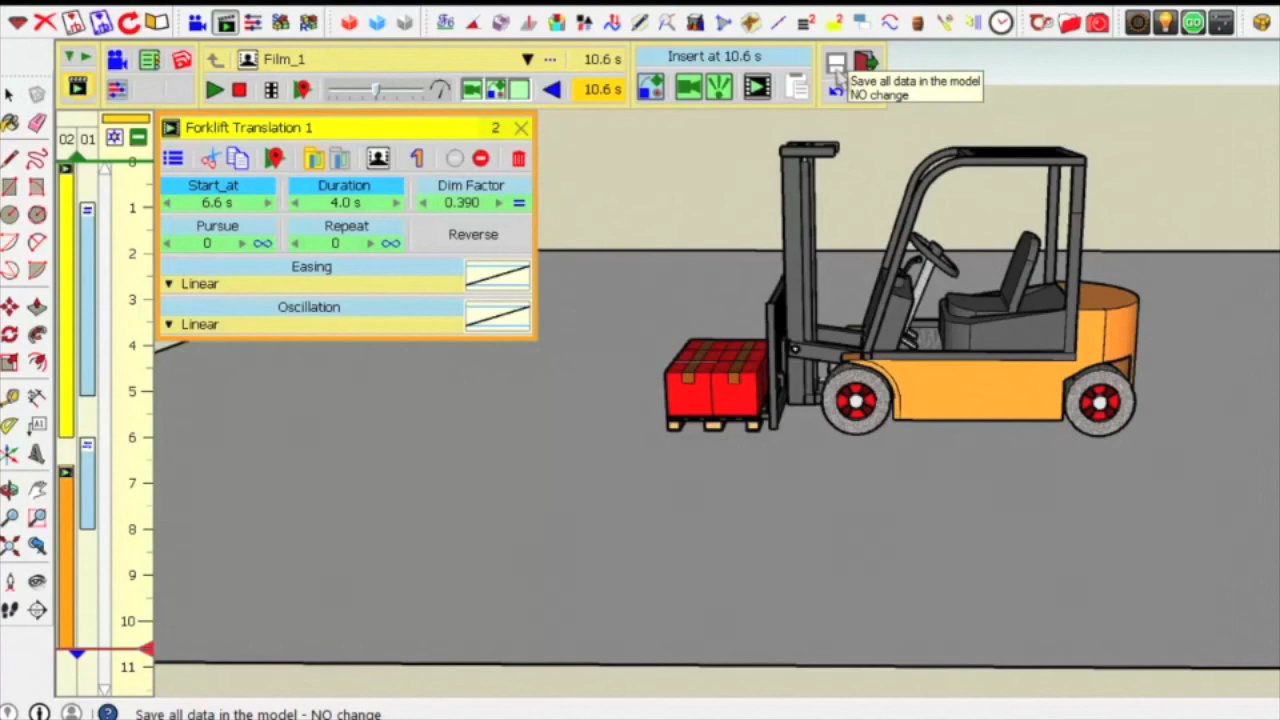 Film_1
10.6 s
Insert at 10.6 s
10.6 s
Save all data in the model
NO change
Forklift Translation 1
2
02 01
Start_at
Duration
Dim Factor
6.6 s
4.0 s
0.390
Pursue
Repeat
Reverse
0
0
Easing
Linear
Oscillation
Linear
0
1
2
3
4
5
6
7
8
9
10
11
GO
A1
Save all data in the model - NO change